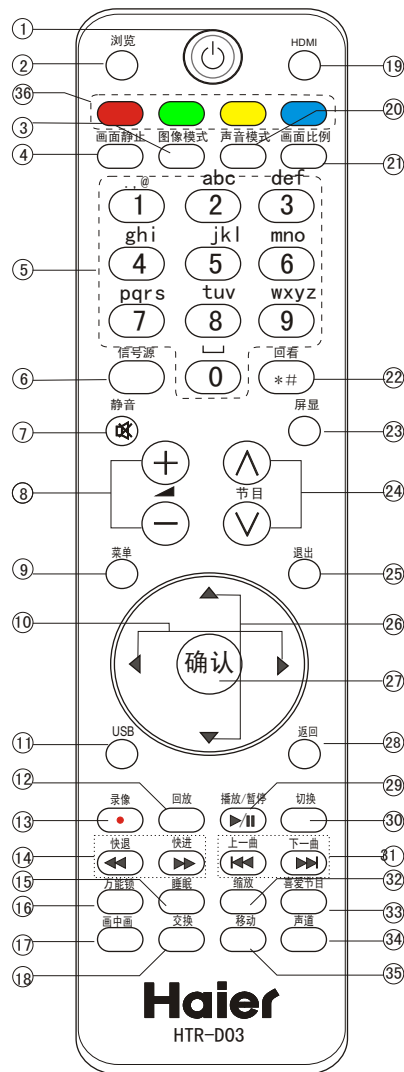 ①
浏览 HDMI
② ⑲
㊱
③ ⑳
画面静止 图像模式 声音模式 画面比例
④ ㉑
.,@ abc def
1 2 3
ghi jkl mno
⑤ 4 5 6
pqrs tuv wxyz
7 8 9
信号源 回看
⑥ 0 *# ㉒
静音 屏显
⑦ ㉓
+ ∧
⑧ 节目 ㉔
— ∨
菜单 退出
⑨ ㉕
⑩ ㉖
确认
㉗
USB 返回
⑪ ㉘
⑫ ㉙
录像 回放 播放/暂停 切换
⑬ ㉚
快退 快进 上一曲 下一曲
⑭ ㉛
⑮ ㉜
万能锁 睡眠 缩放 喜爱节目
⑯ ㉝
画中画 交换 移动 声道
⑰ ㉞
⑱ ㉟
Haier
HTR-D03